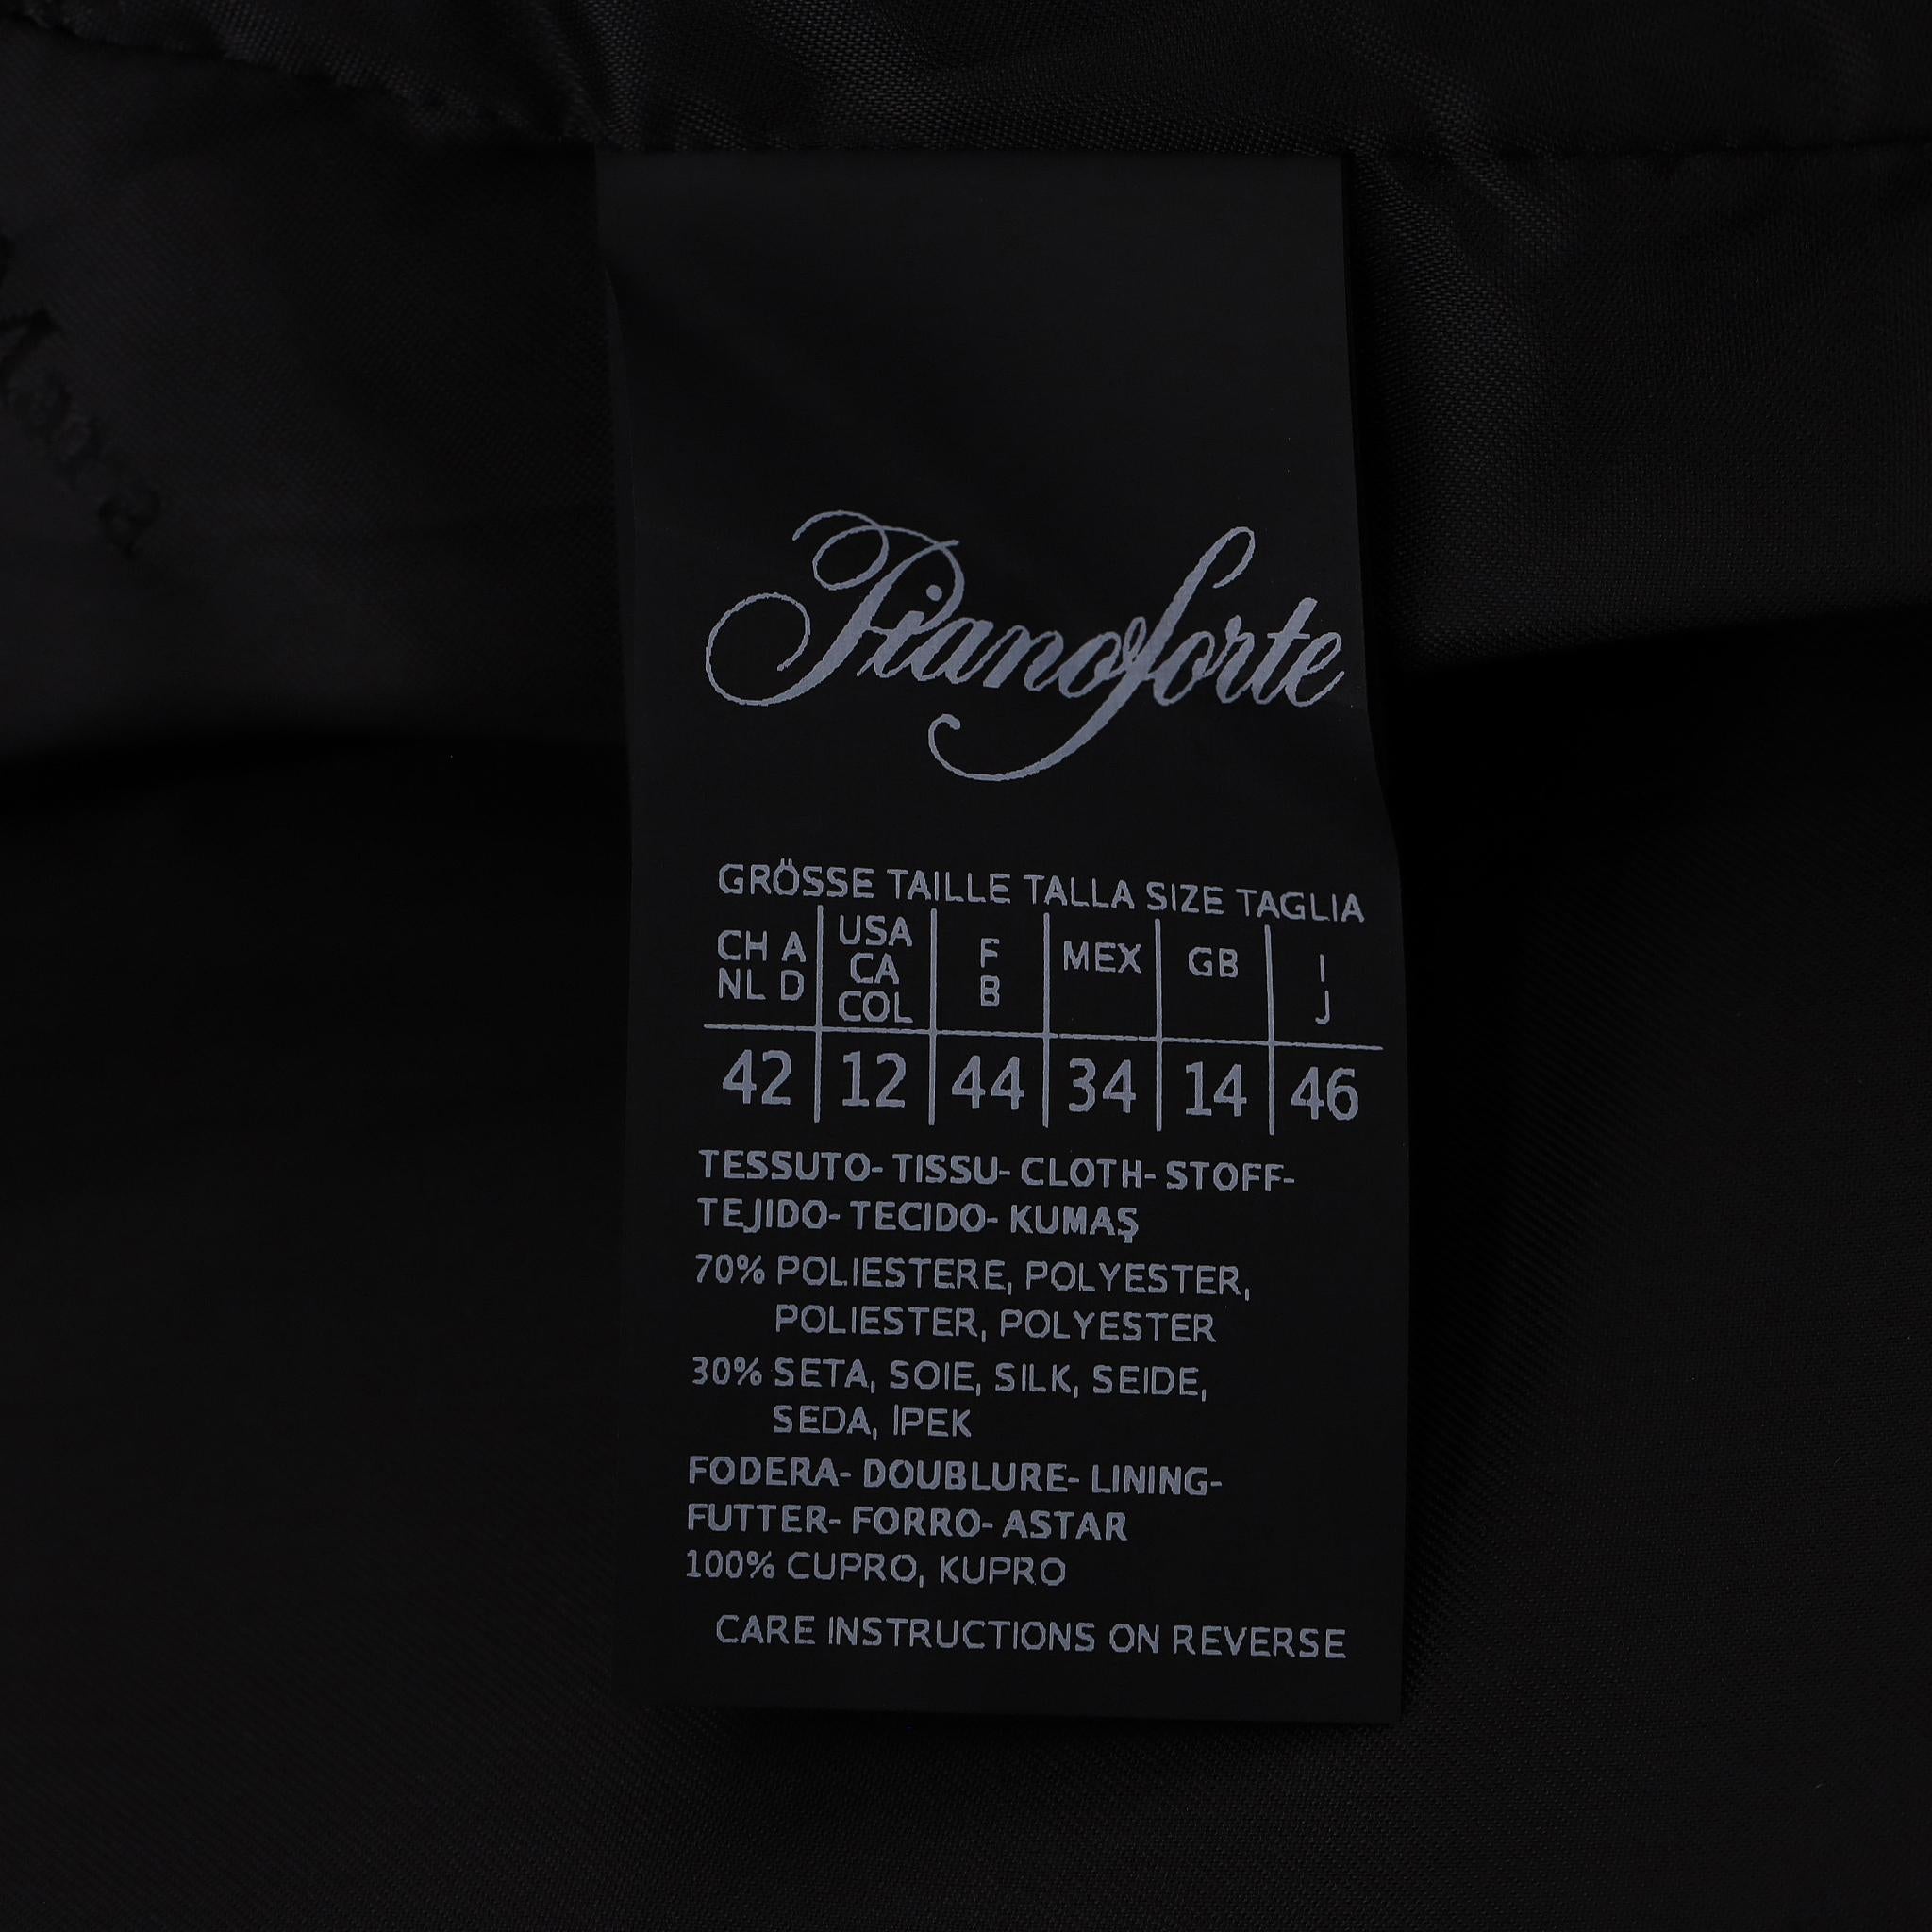 Pianoforte
GRÖSSE TAILLE TALLA SIZE TAGLIA
CH A NL D | USA CA COL | F B | MEX | GB | I J
42 | 12 | 44 | 34 | 14 | 46
TESSUTO- TISSU- CLOTH- STOFF-
TEJIDO- TECIDO- KUMAŞ
70% POLIESTERE, POLYESTER,
POLIESTER, POLYESTER
30% SETA, SOIE, SILK, SEIDE,
SEDA, İPEK
FODERA- DOUBLURE- LINING-
FUTTER- FORRO- ASTAR
100% CUPRO, KUPRO
CARE INSTRUCTIONS ON REVERSE